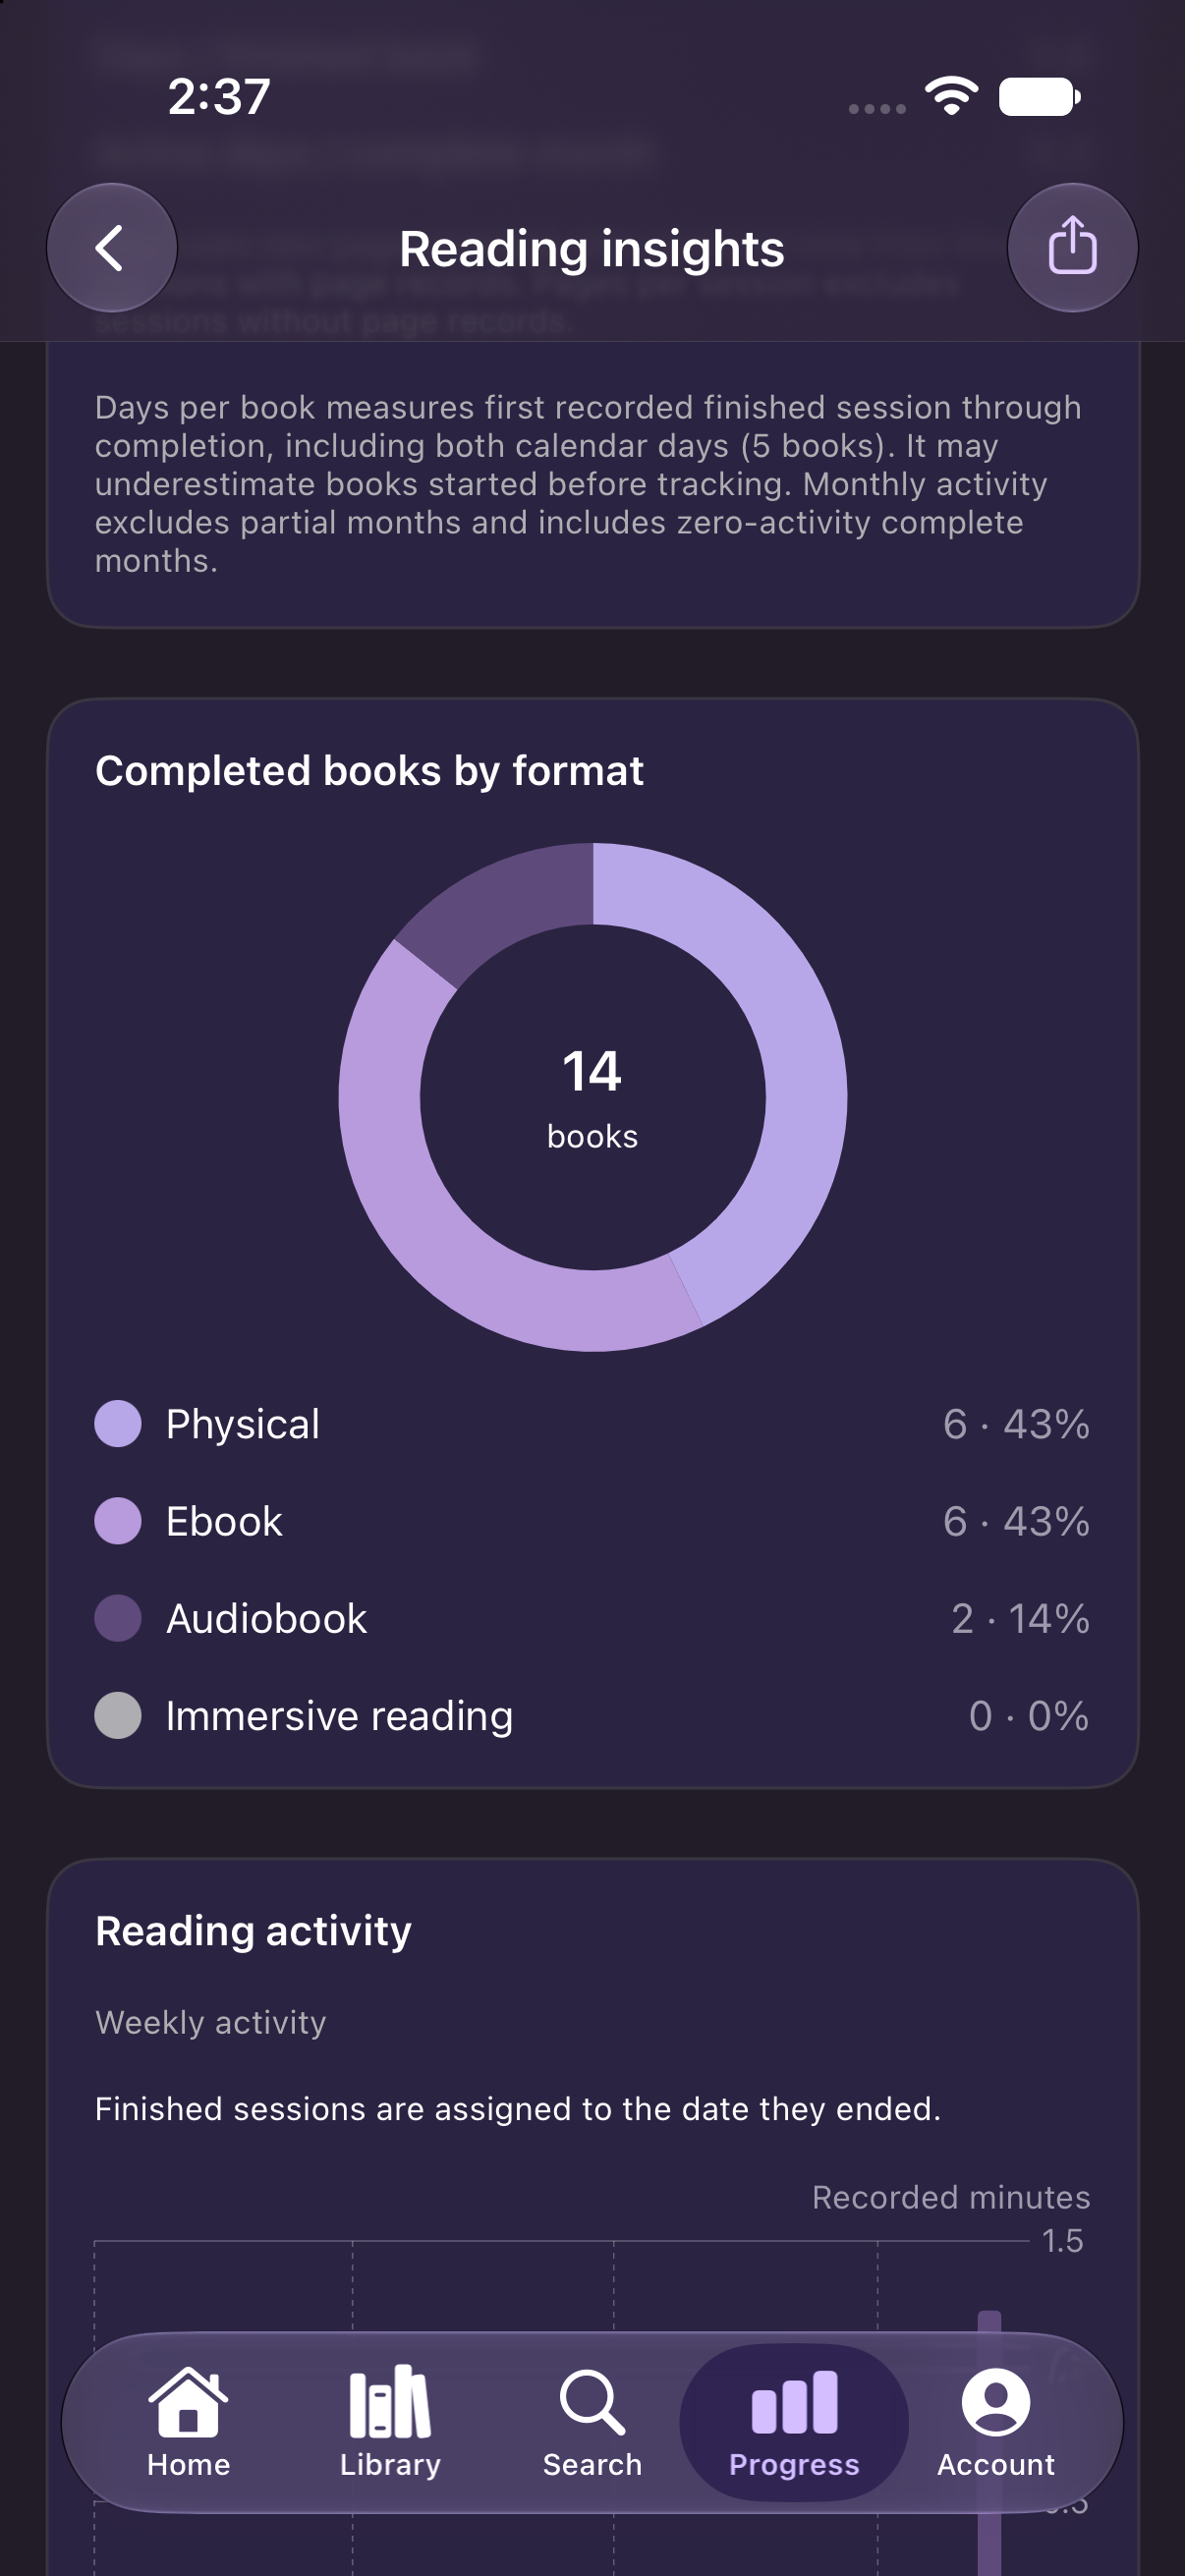 2:37
Reading insights
sessions without page records.
Days per book measures first recorded finished session through
completion, including both calendar days (5 books). It may
underestimate books started before tracking. Monthly activity
excludes partial months and includes zero-activity complete
months.
Completed books by format
14
books
Physical
6 · 43%
Ebook
6 · 43%
Audiobook
2 · 14%
Immersive reading
0 · 0%
Reading activity
Weekly activity
Finished sessions are assigned to the date they ended.
Recorded minutes
1.5
Home
Library
Search
Progress
Account